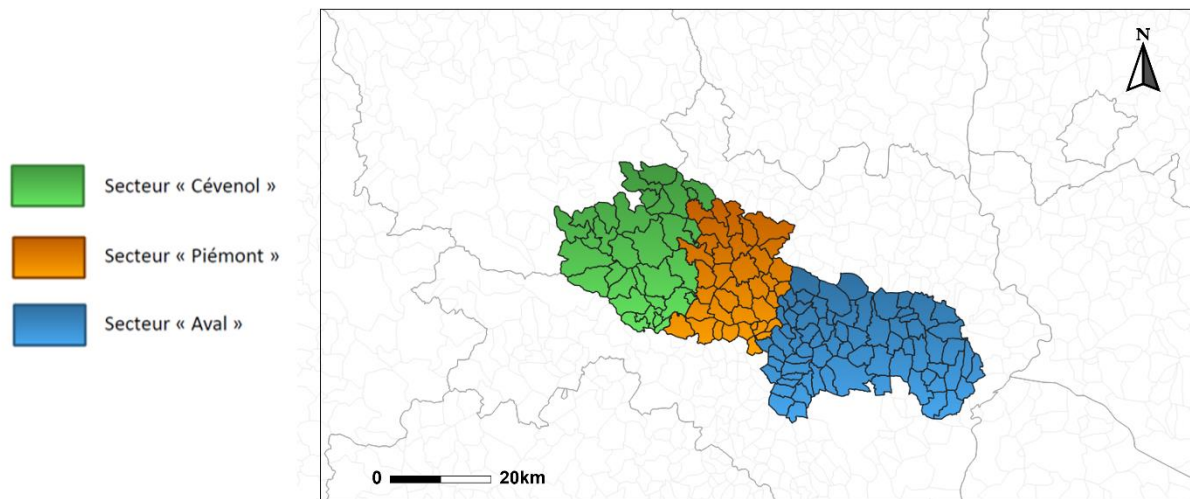 N
Secteur « Cévenol »
Secteur « Piémont »
Secteur « Aval »
0 20km